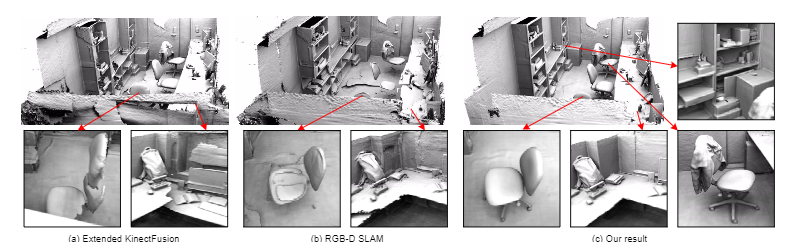 (a) Extended KinectFusion
(b) RGB-D SLAM
(c) Our result